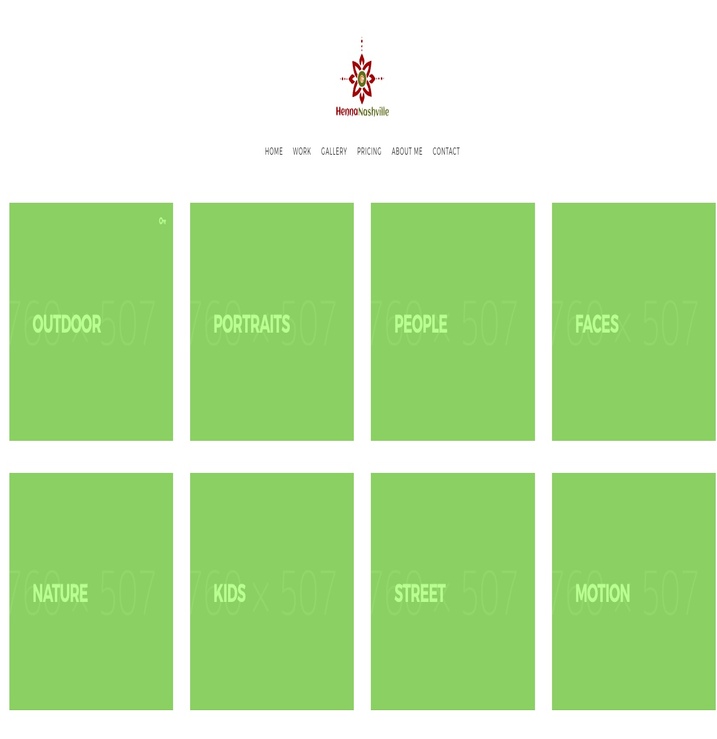 HennaNashville
HOME WORK GALLERY PRICING ABOUT ME CONTACT
OUTDOOR PORTRAITS PEOPLE FACES
760 × 507 760 × 507 760 × 507 760 × 507
NATURE KIDS STREET MOTION
760 × 507 760 × 507 760 × 507 760 × 507